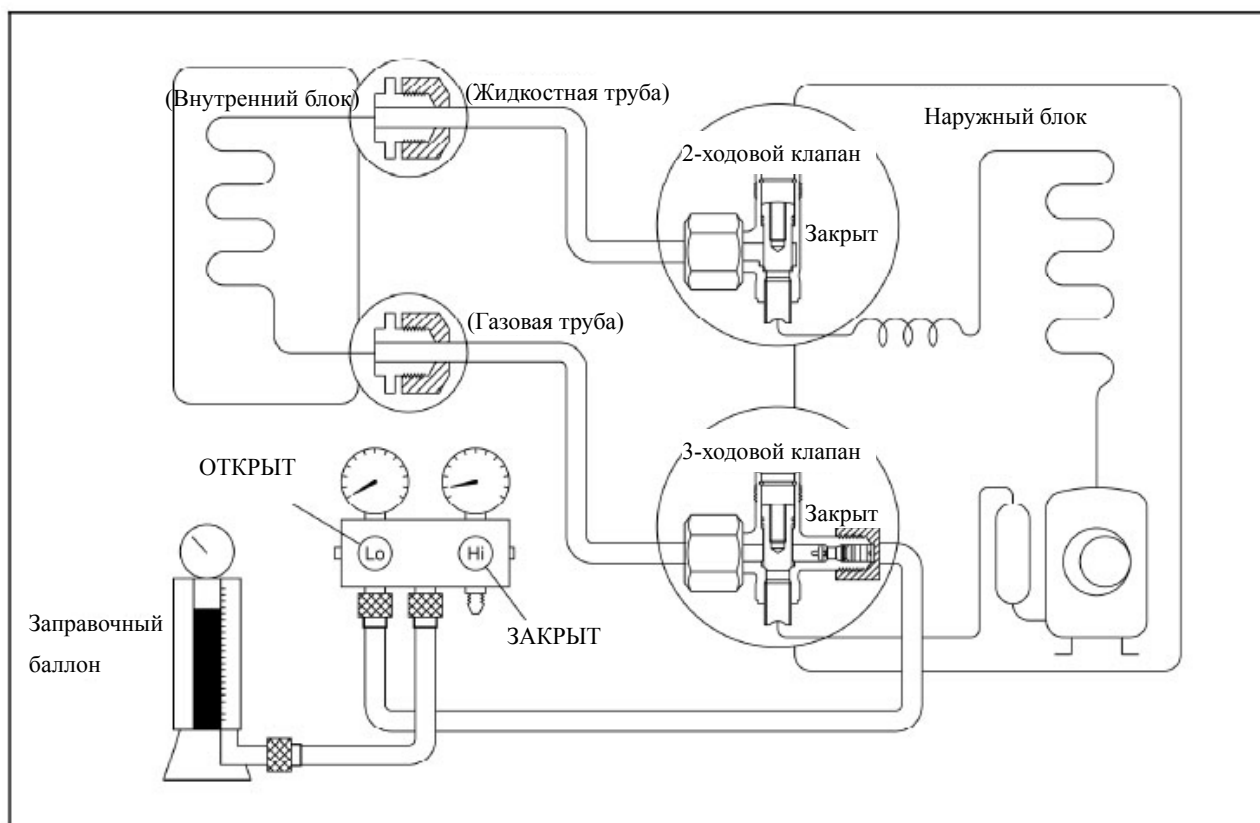 (Внутренний блок)
(Жидкостная труба)
Наружный блок
2-ходовой клапан
Закрыт
(Газовая труба)
3-ходовой клапан
ОТКРЫТ
Закрыт
Lo
Hi
Заправочный
баллон
ЗАКРЫТ